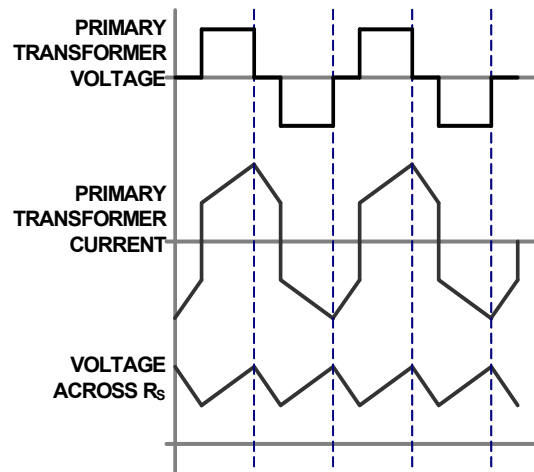 PRIMARY
TRANSFORMER
VOLTAGE
PRIMARY
TRANSFORMER
CURRENT
VOLTAGE
ACROSS RS